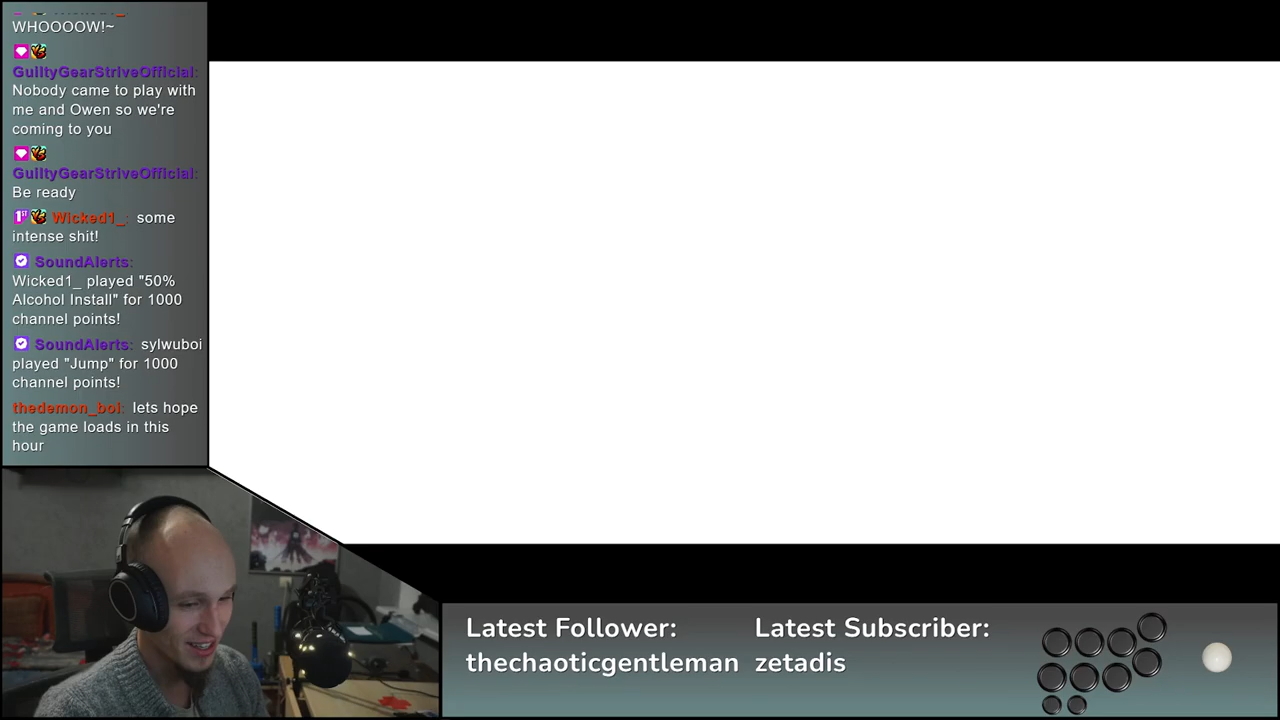 WHOOOOW!~
GuiltyGearStriveOfficial:
Nobody came to play with
me and Owen so we're
coming to you
GuiltyGearStriveOfficial:
Be ready
1ST Wicked1_: some
intense shit!
SoundAlerts:
Wicked1_ played "50%
Alcohol Install" for 1000
channel points!
SoundAlerts: sylwuboi
played "Jump" for 1000
channel points!
thedemon_boi: lets hope
the game loads in this
hour
Latest Follower:
thechaoticgentleman
Latest Subscriber:
zetadis